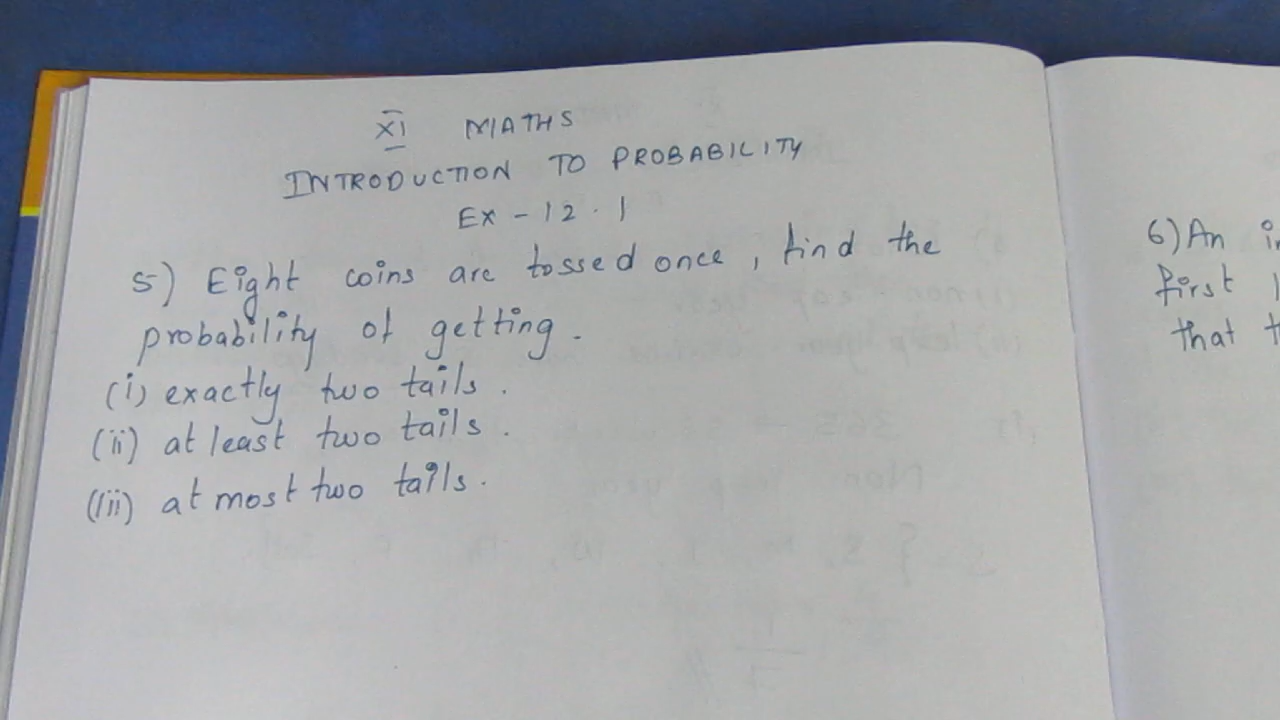 XI MATHS
INTRODUCTION TO PROBABILITY
Ex - 12.1
5) Eight coins are tossed once, find the
probability of getting.
(i) exactly two tails.
(ii) at least two tails.
(iii) at most two tails.
6) An
first
that